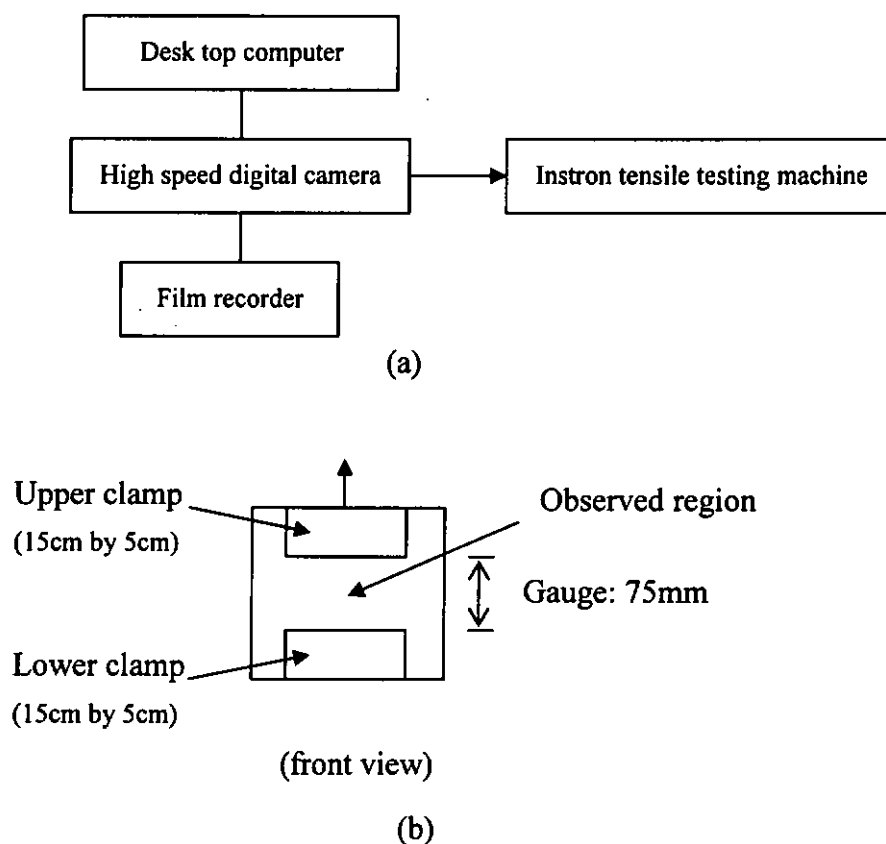 Desk top computer
High speed digital camera
Instron tensile testing machine
Film recorder
(a)
Upper clamp
(15cm by 5cm)
Observed region
Gauge: 75mm
Lower clamp
(15cm by 5cm)
(front view)
(b)